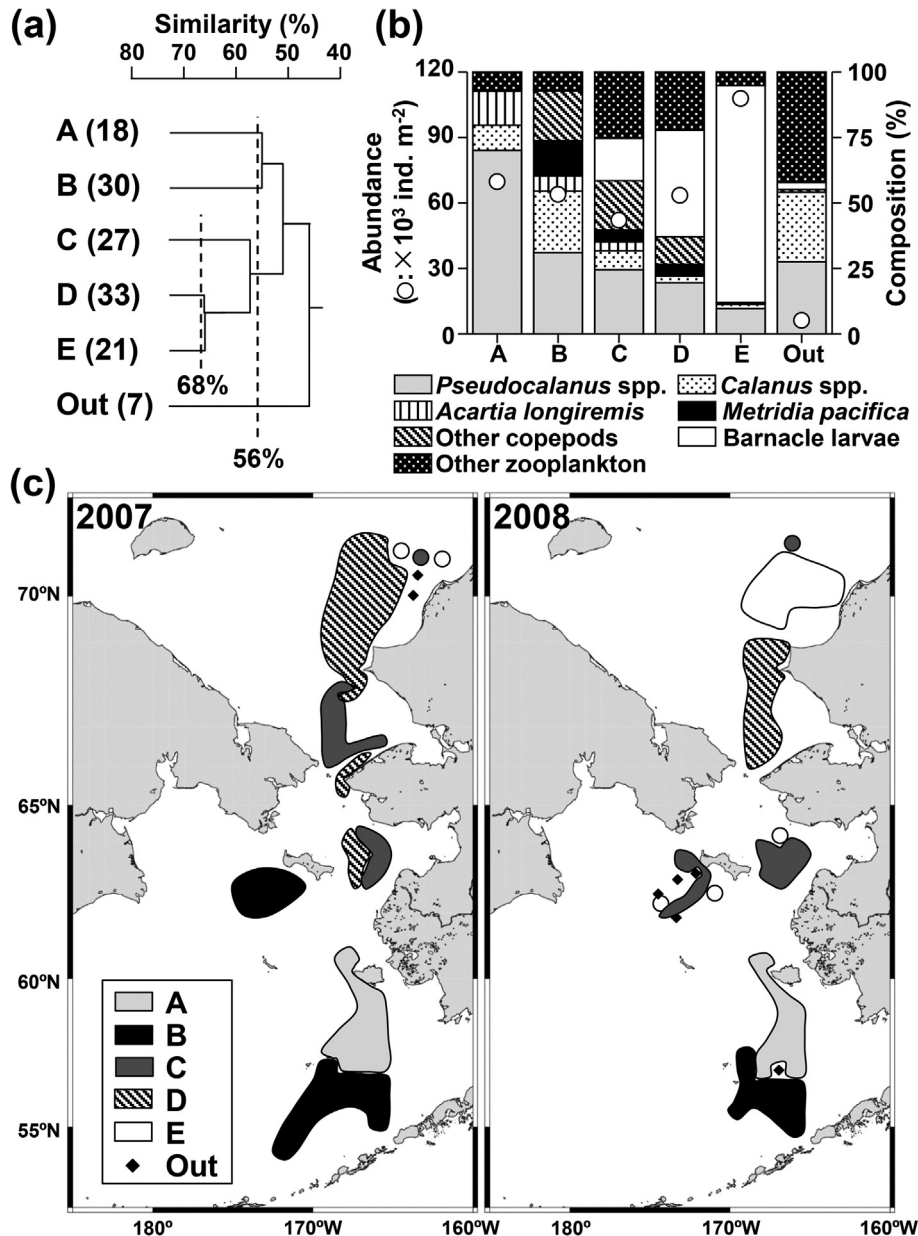 (a)
Similarity (%)
80 70 60 50 40
A (18)
B (30)
C (27)
D (33)
E (21)
Out (7)
68%
56%
(b)
Abundance
(○: × 10³ ind. m⁻²)
120
90
60
30
0
100
75
50
25
0
Composition (%)
A B C D E Out
Pseudocalanus spp. Calanus spp.
Acartia longiremis Metridia pacifica
Other copepods Barnacle larvae
Other zooplankton
(c)
2007 2008
70ºN
65ºN
60ºN
55ºN
A
B
C
D
E
Out
180º 170ºW 160ºW 180º 170ºW 160ºW